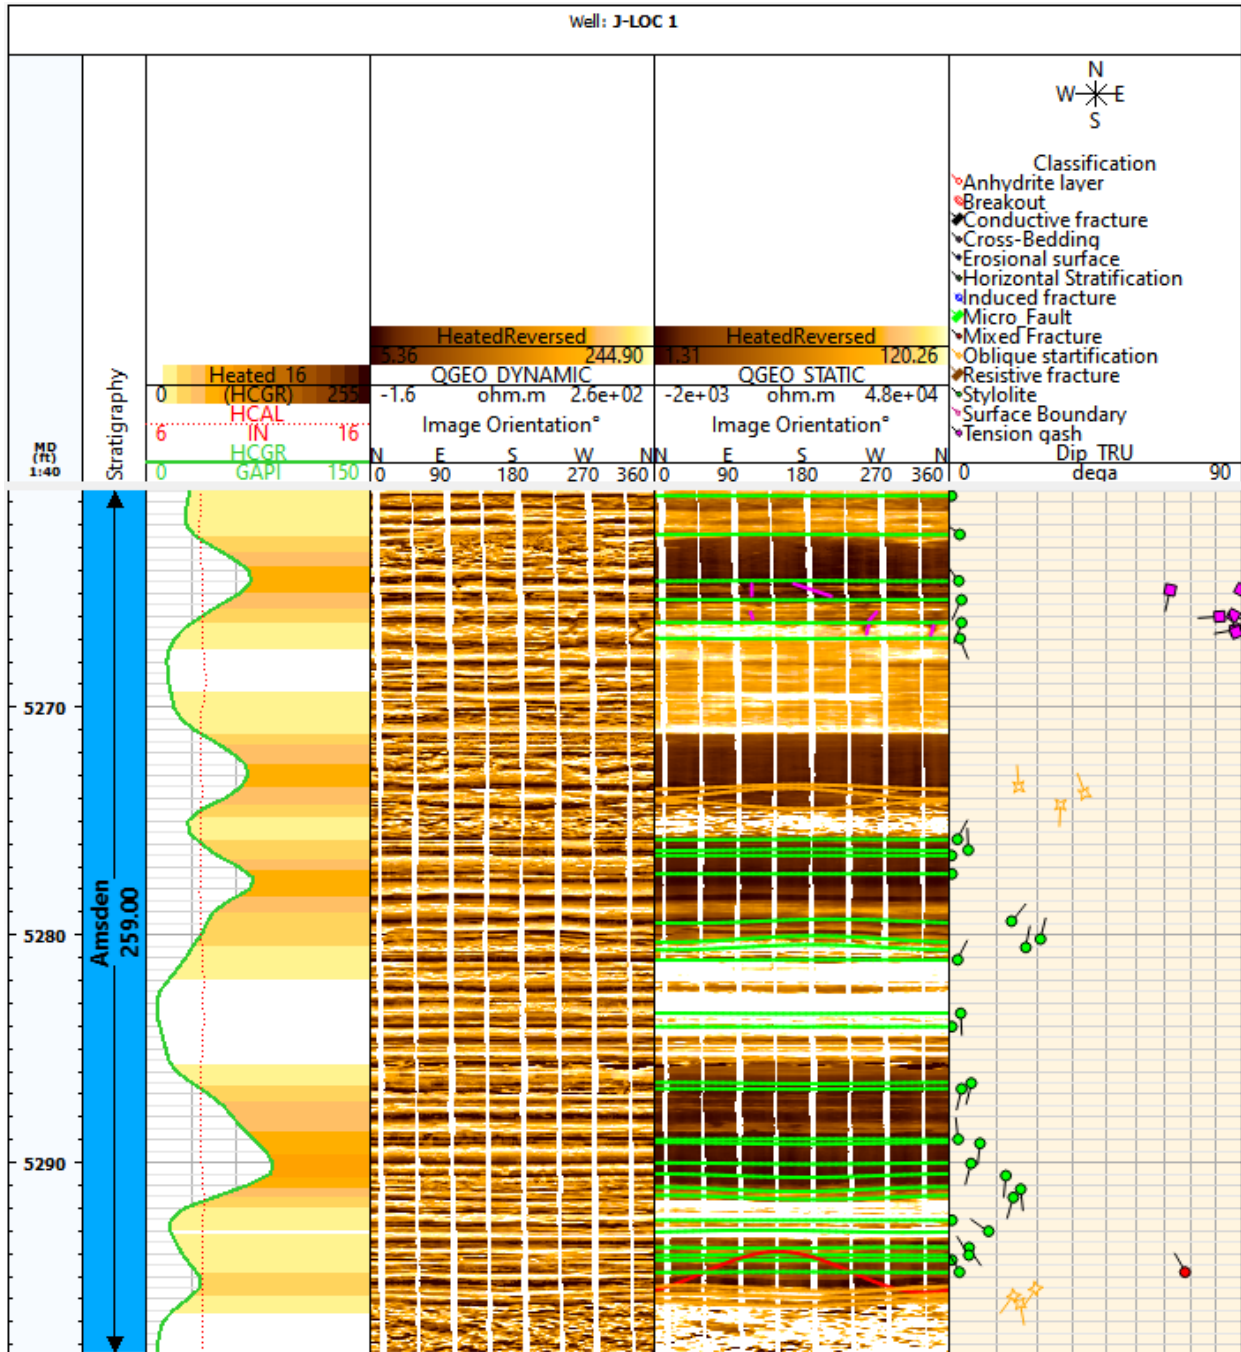 Well: J-LOC 1
N
W E
S
Classification
Anhydrite layer
Breakout
Conductive fracture
Cross-Bedding
Erosional surface
Horizontal Stratification
Induced fracture
Micro_Fault
Mixed Fracture
Oblique startification
Resistive fracture
Stylolite
Surface Boundary
Tension gash
Dip_TRU
0 dega 90
MD
(ft)
1:40
Stratigraphy
Heated_16
0 (HCGR) 255
HCAL
6 IN 16
HCGR
0 GAPI 150
HeatedReversed
5.36 244.90
QGEO_DYNAMIC
-1.6 ohm.m 2.6e+02
Image Orientation°
N E S W N
0 90 180 270 360
HeatedReversed
1.31 120.26
QGEO_STATIC
-2e+03 ohm.m 4.8e+04
Image Orientation°
N E S W N
0 90 180 270 360
5270
5280
5290
Amsden
259.00